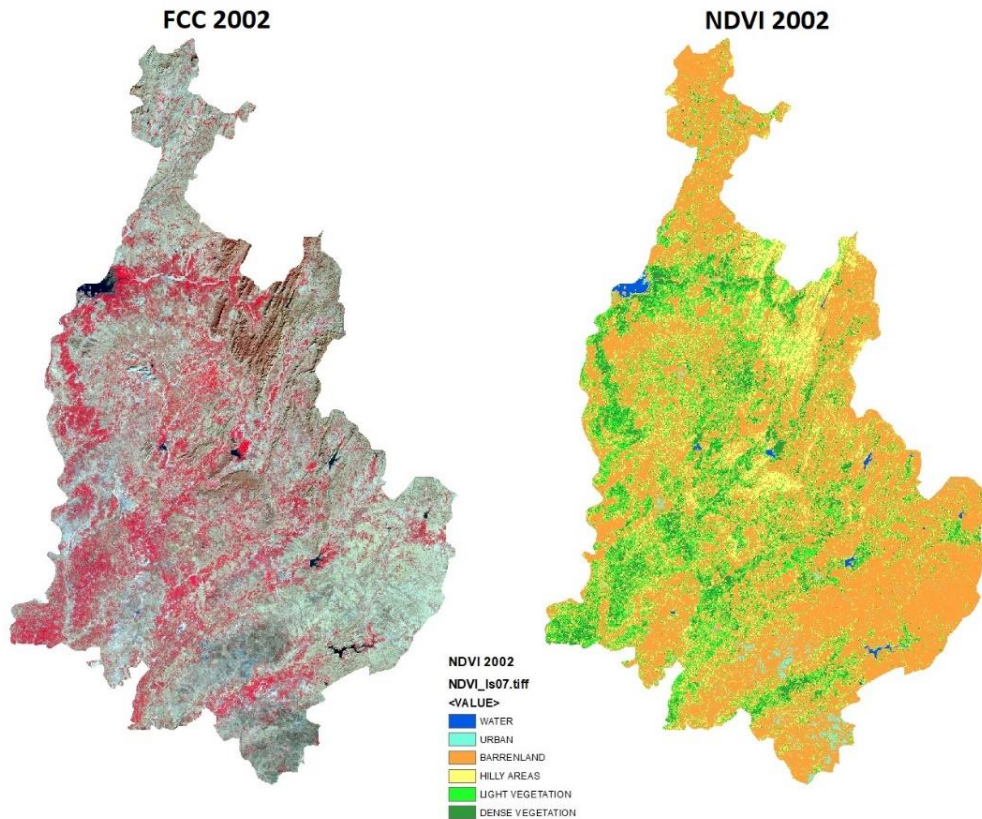 FCC 2002
NDVI 2002
NDVI 2002
NDVI_ls07.tiff
<VALUE>
WATER
URBAN
BARRENLAND
HILLY AREAS
LIGHT VEGETATION
DENSE VEGETATION